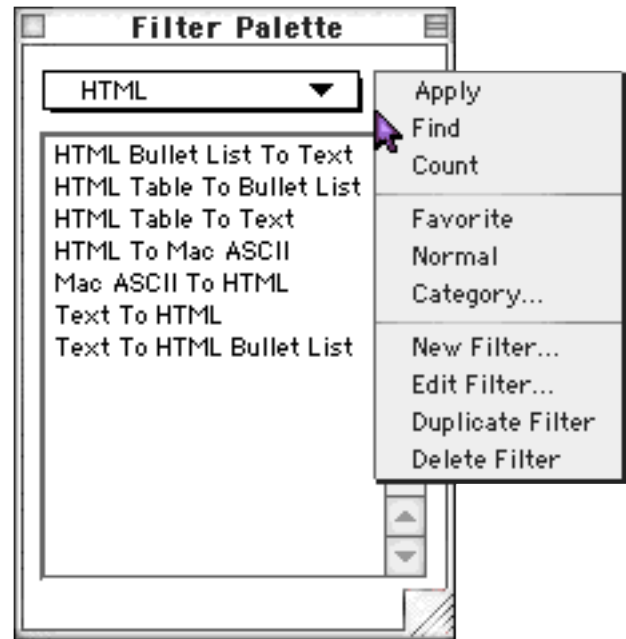 Filter Palette
HTML
HTML Bullet List To Text
HTML Table To Bullet List
HTML Table To Text
HTML To Mac ASCII
Mac ASCII To HTML
Text To HTML
Text To HTML Bullet List
Apply
Find
Count
Favorite
Normal
Category...
New Filter...
Edit Filter...
Duplicate Filter
Delete Filter